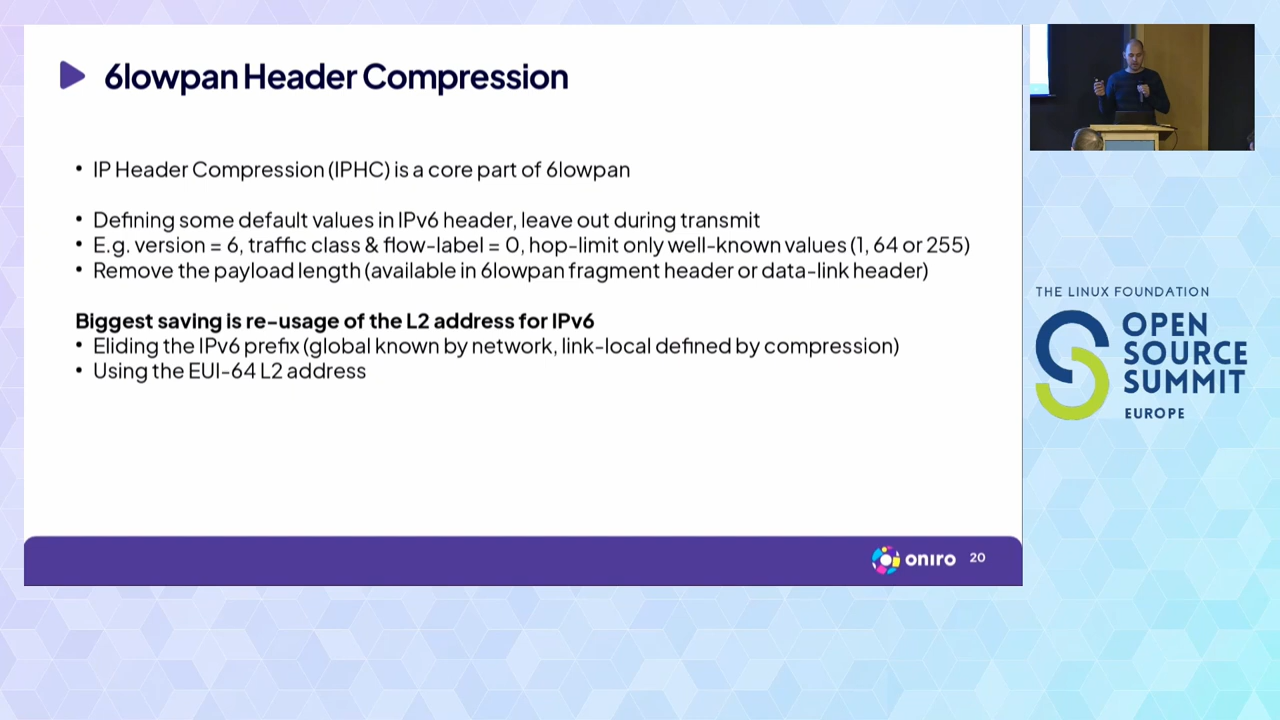 6lowpan Header Compression
• IP Header Compression (IPHC) is a core part of 6lowpan
• Defining some default values in IPv6 header, leave out during transmit
• E.g. version = 6, traffic class & flow-label = 0, hop-limit only well-known values (1, 64 or 255)
• Remove the payload length (available in 6lowpan fragment header or data-link header)
Biggest saving is re-usage of the L2 address for IPv6
• Eliding the IPv6 prefix (global known by network, link-local defined by compression)
• Using the EUI-64 L2 address
oniro 20
THE LINUX FOUNDATION
OPEN
SOURCE
SUMMIT
EUROPE